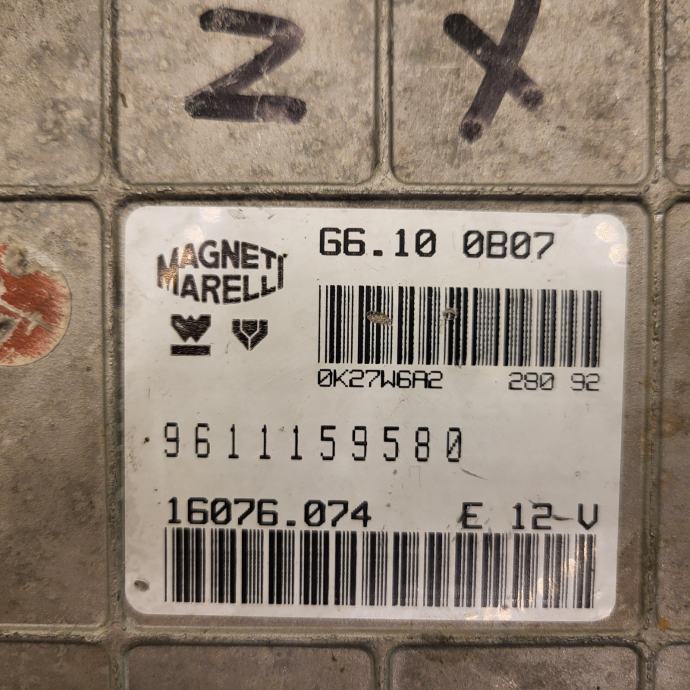 Z X
MAGNETI
MARELLI
G6.10 0B07
0K27W6A2 280 92
9611159580
16076.074 E 12-V